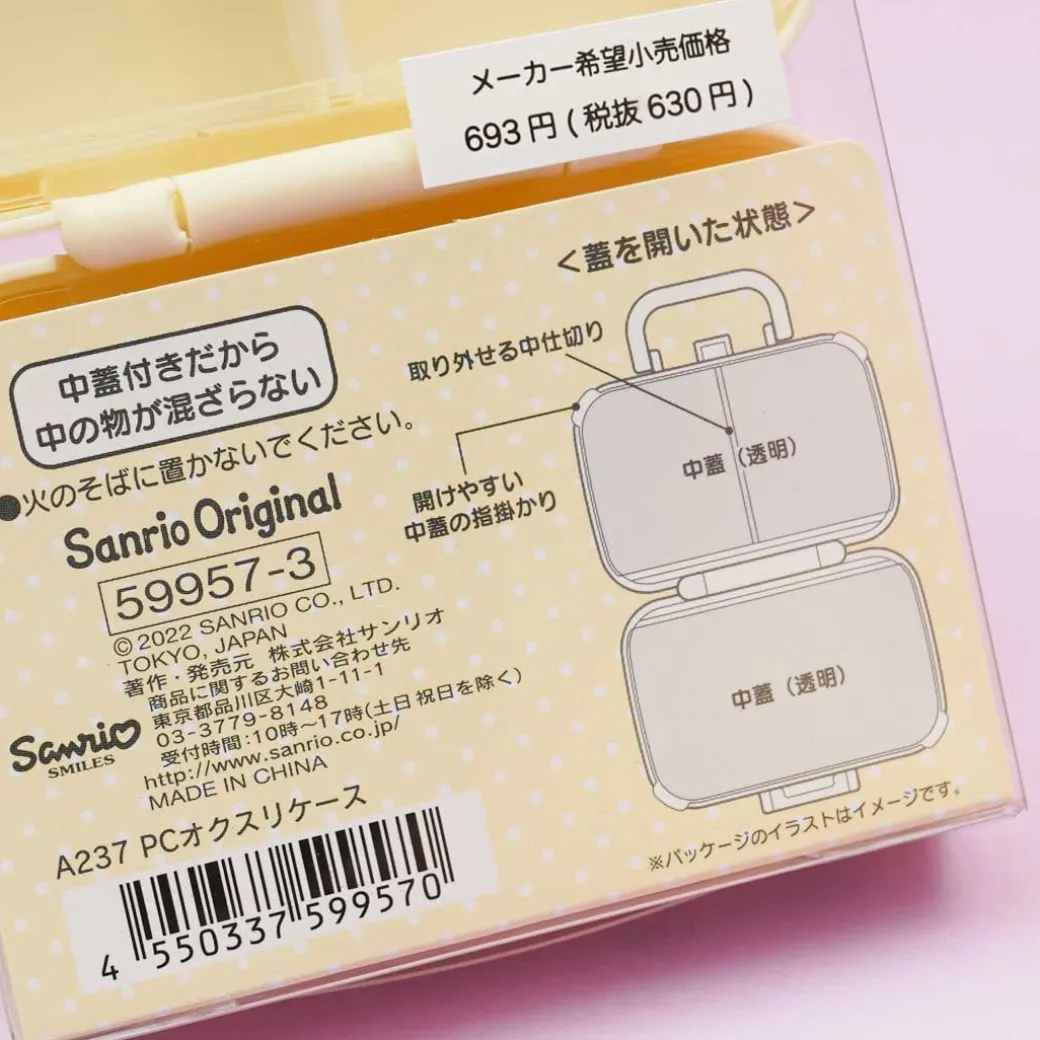 メーカー希望小売価格
693円(税抜630円)
<蓋を開いた状態>
中蓋付きだから
中の物が混ざらない
●火のそばに置かないでください。
取り外せる中仕切り
中蓋(透明)
開けやすい
中蓋の指掛かり
中蓋(透明)
※パッケージのイラストはイメージです。
Sanrio Original
59957-3
© 2022 SANRIO CO., LTD.
TOKYO, JAPAN
著作・発売元 株式会社サンリオ
商品に関するお問い合わせ先
東京都品川区大崎1-11-1
03-3779-8148
受付時間:10時~17時(土日 祝日を除く)
http://www.sanrio.co.jp/
MADE IN CHINA
Sanrio
SMILES
A237 PCオクスリケース
4 550337 599570